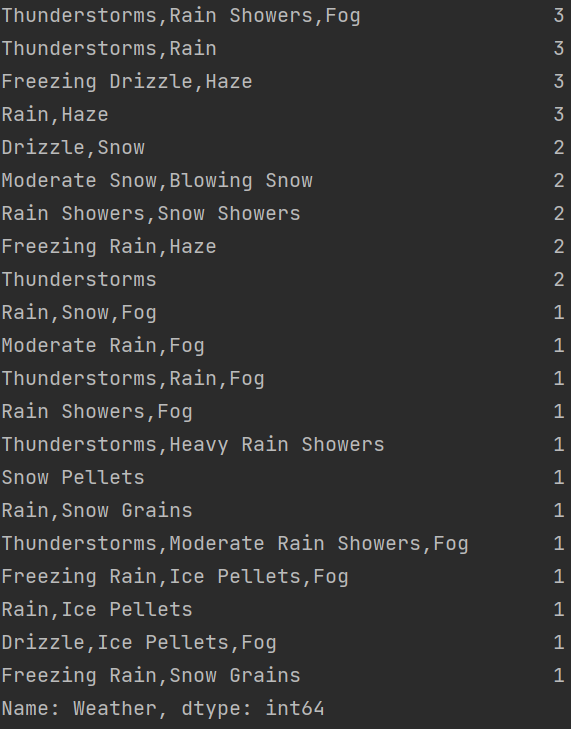 Thunderstorms,Rain Showers,Fog 3
Thunderstorms,Rain 3
Freezing Drizzle,Haze 3
Rain,Haze 3
Drizzle,Snow 2
Moderate Snow,Blowing Snow 2
Rain Showers,Snow Showers 2
Freezing Rain,Haze 2
Thunderstorms 2
Rain,Snow,Fog 1
Moderate Rain,Fog 1
Thunderstorms,Rain,Fog 1
Rain Showers,Fog 1
Thunderstorms,Heavy Rain Showers 1
Snow Pellets 1
Rain,Snow Grains 1
Thunderstorms,Moderate Rain Showers,Fog 1
Freezing Rain,Ice Pellets,Fog 1
Rain,Ice Pellets 1
Drizzle,Ice Pellets,Fog 1
Freezing Rain,Snow Grains 1
Name: Weather, dtype: int64